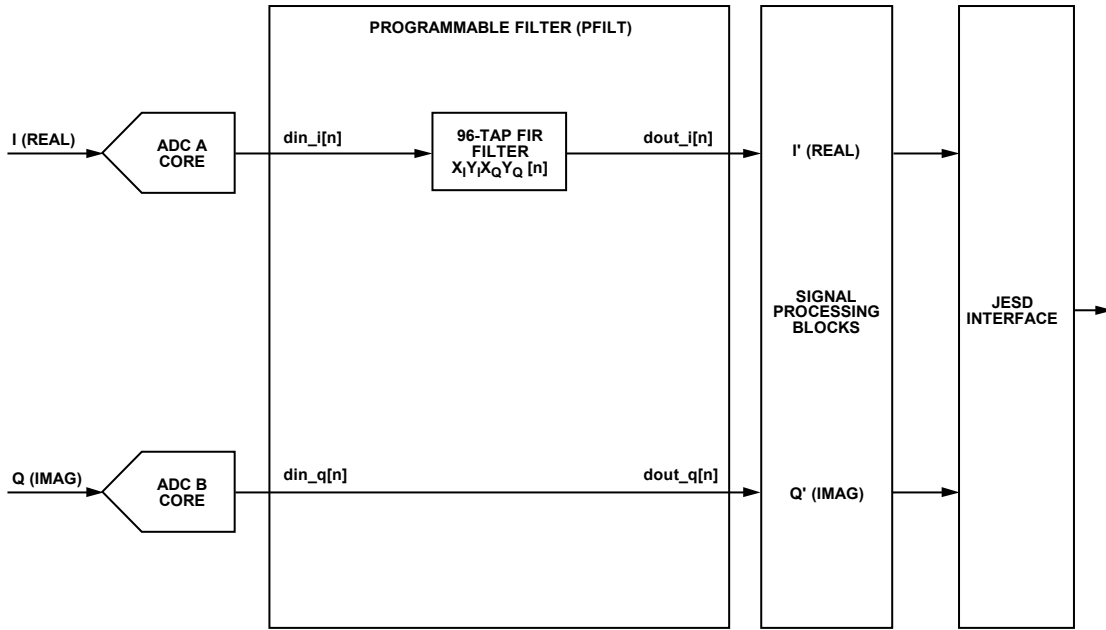 PROGRAMMABLE FILTER (PFILT)
I (REAL)
ADC A
CORE
din_i[n]
96-TAP FIR
FILTER
XIYIXQYQ [n]
dout_i[n]
I' (REAL)
SIGNAL
PROCESSING
BLOCKS
JESD
INTERFACE
Q (IMAG)
ADC B
CORE
din_q[n]
dout_q[n]
Q' (IMAG)